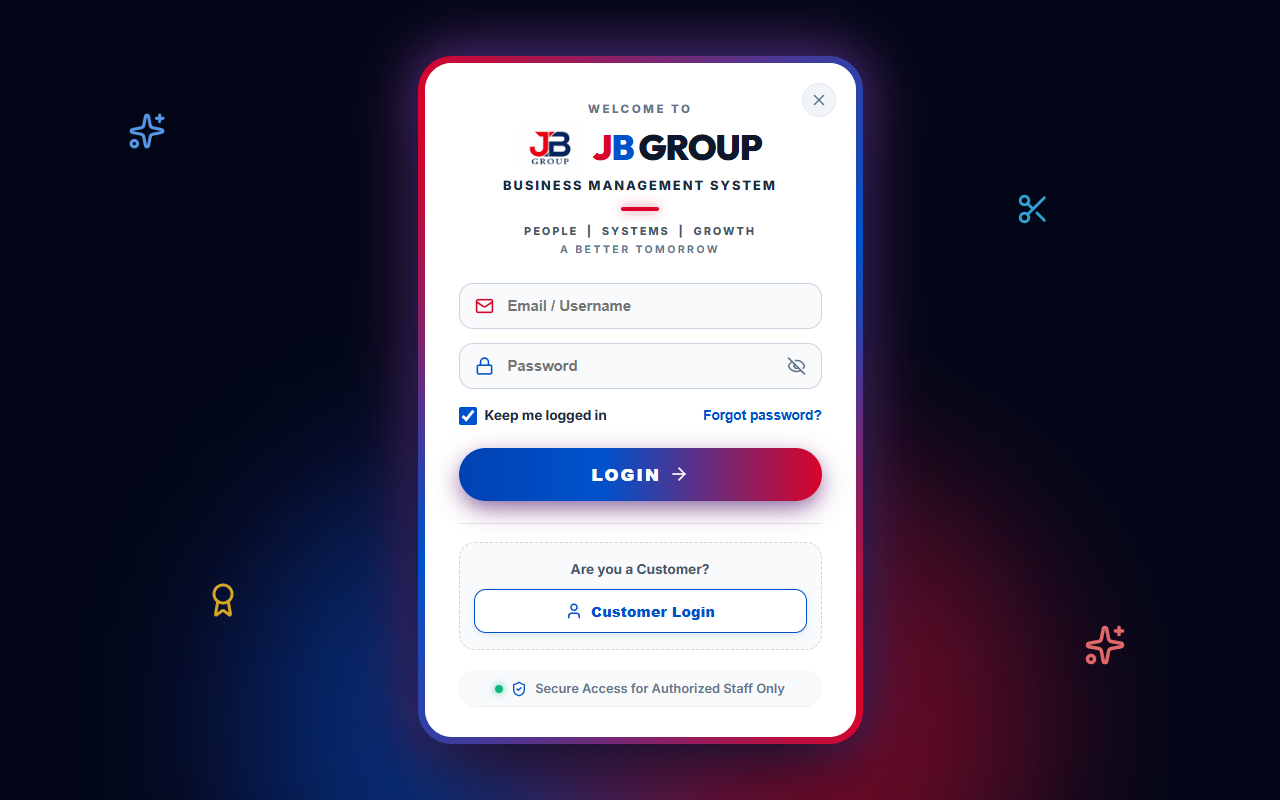 WELCOME TO
JB GROUP JB GROUP
BUSINESS MANAGEMENT SYSTEM
PEOPLE | SYSTEMS | GROWTH
A BETTER TOMORROW
Email / Username
Password
Keep me logged in Forgot password?
LOGIN
Are you a Customer?
Customer Login
Secure Access for Authorized Staff Only